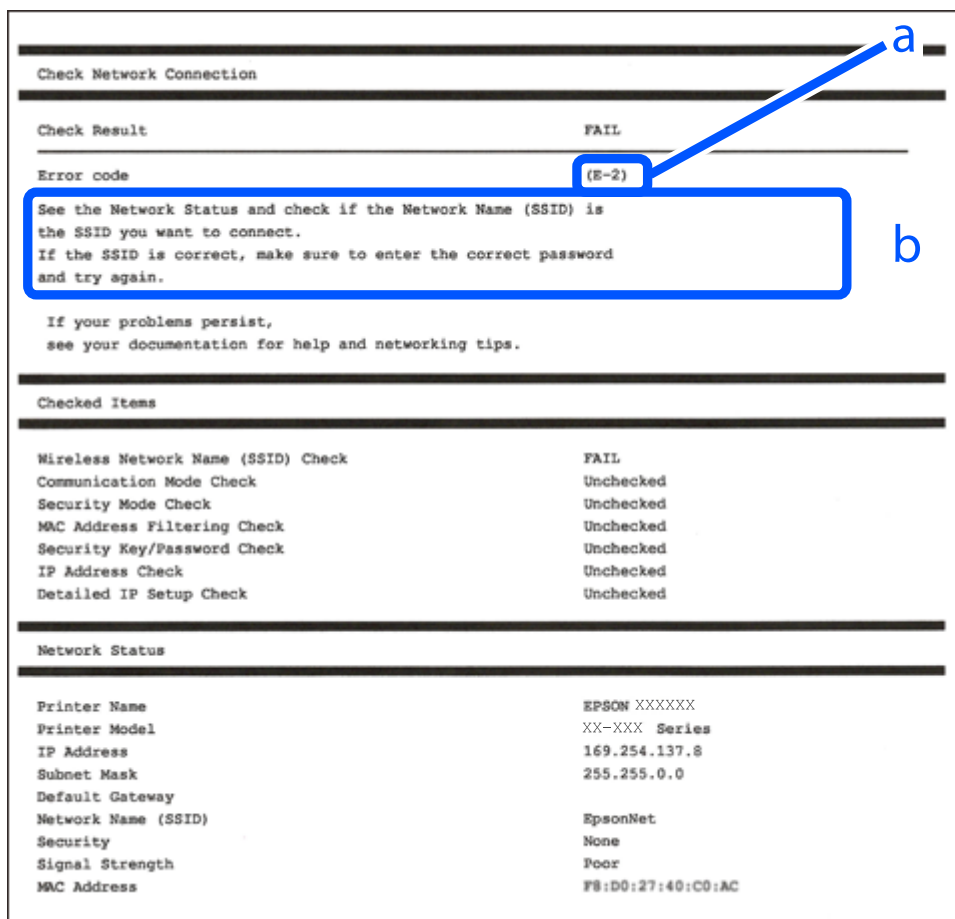 a
Check Network Connection
Check Result FAIL
Error code (E-2)
See the Network Status and check if the Network Name (SSID) is
the SSID you want to connect.
If the SSID is correct, make sure to enter the correct password
and try again.
b
If your problems persist,
see your documentation for help and networking tips.
Checked Items
Wireless Network Name (SSID) Check FAIL
Communication Mode Check Unchecked
Security Mode Check Unchecked
MAC Address Filtering Check Unchecked
Security Key/Password Check Unchecked
IP Address Check Unchecked
Detailed IP Setup Check Unchecked
Network Status
Printer Name EPSON XXXXXX
Printer Model XX-XXX Series
IP Address 169.254.137.8
Subnet Mask 255.255.0.0
Default Gateway
Network Name (SSID) EpsonNet
Security None
Signal Strength Poor
MAC Address F8:D0:27:40:C0:AC